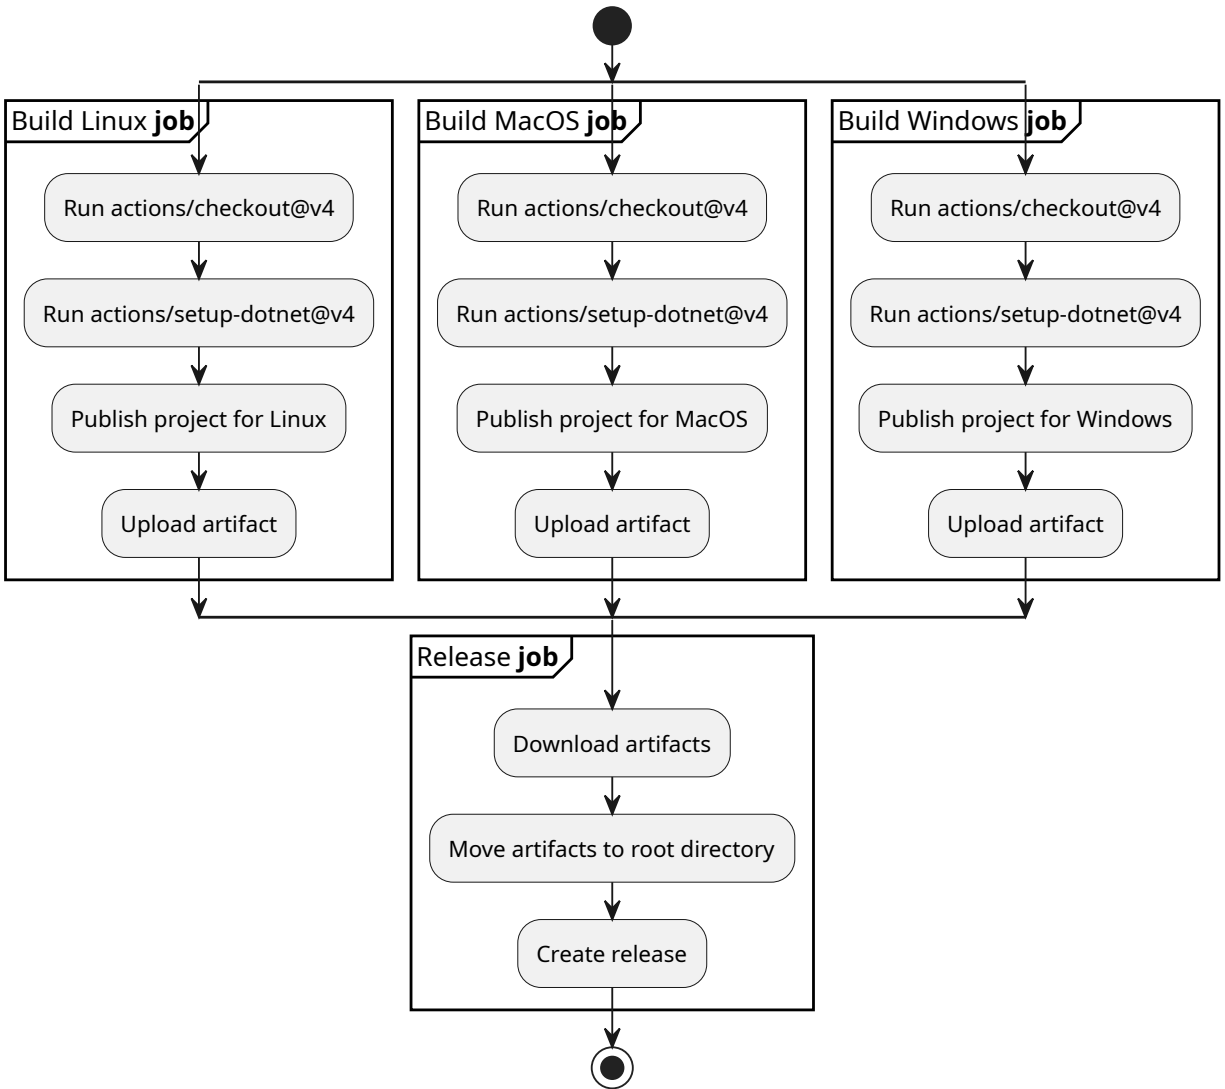 Build Linux job
Run actions/checkout@v4
Run actions/setup-dotnet@v4
Publish project for Linux
Upload artifact
Build MacOS job
Run actions/checkout@v4
Run actions/setup-dotnet@v4
Publish project for MacOS
Upload artifact
Build Windows job
Run actions/checkout@v4
Run actions/setup-dotnet@v4
Publish project for Windows
Upload artifact
Release job
Download artifacts
Move artifacts to root directory
Create release